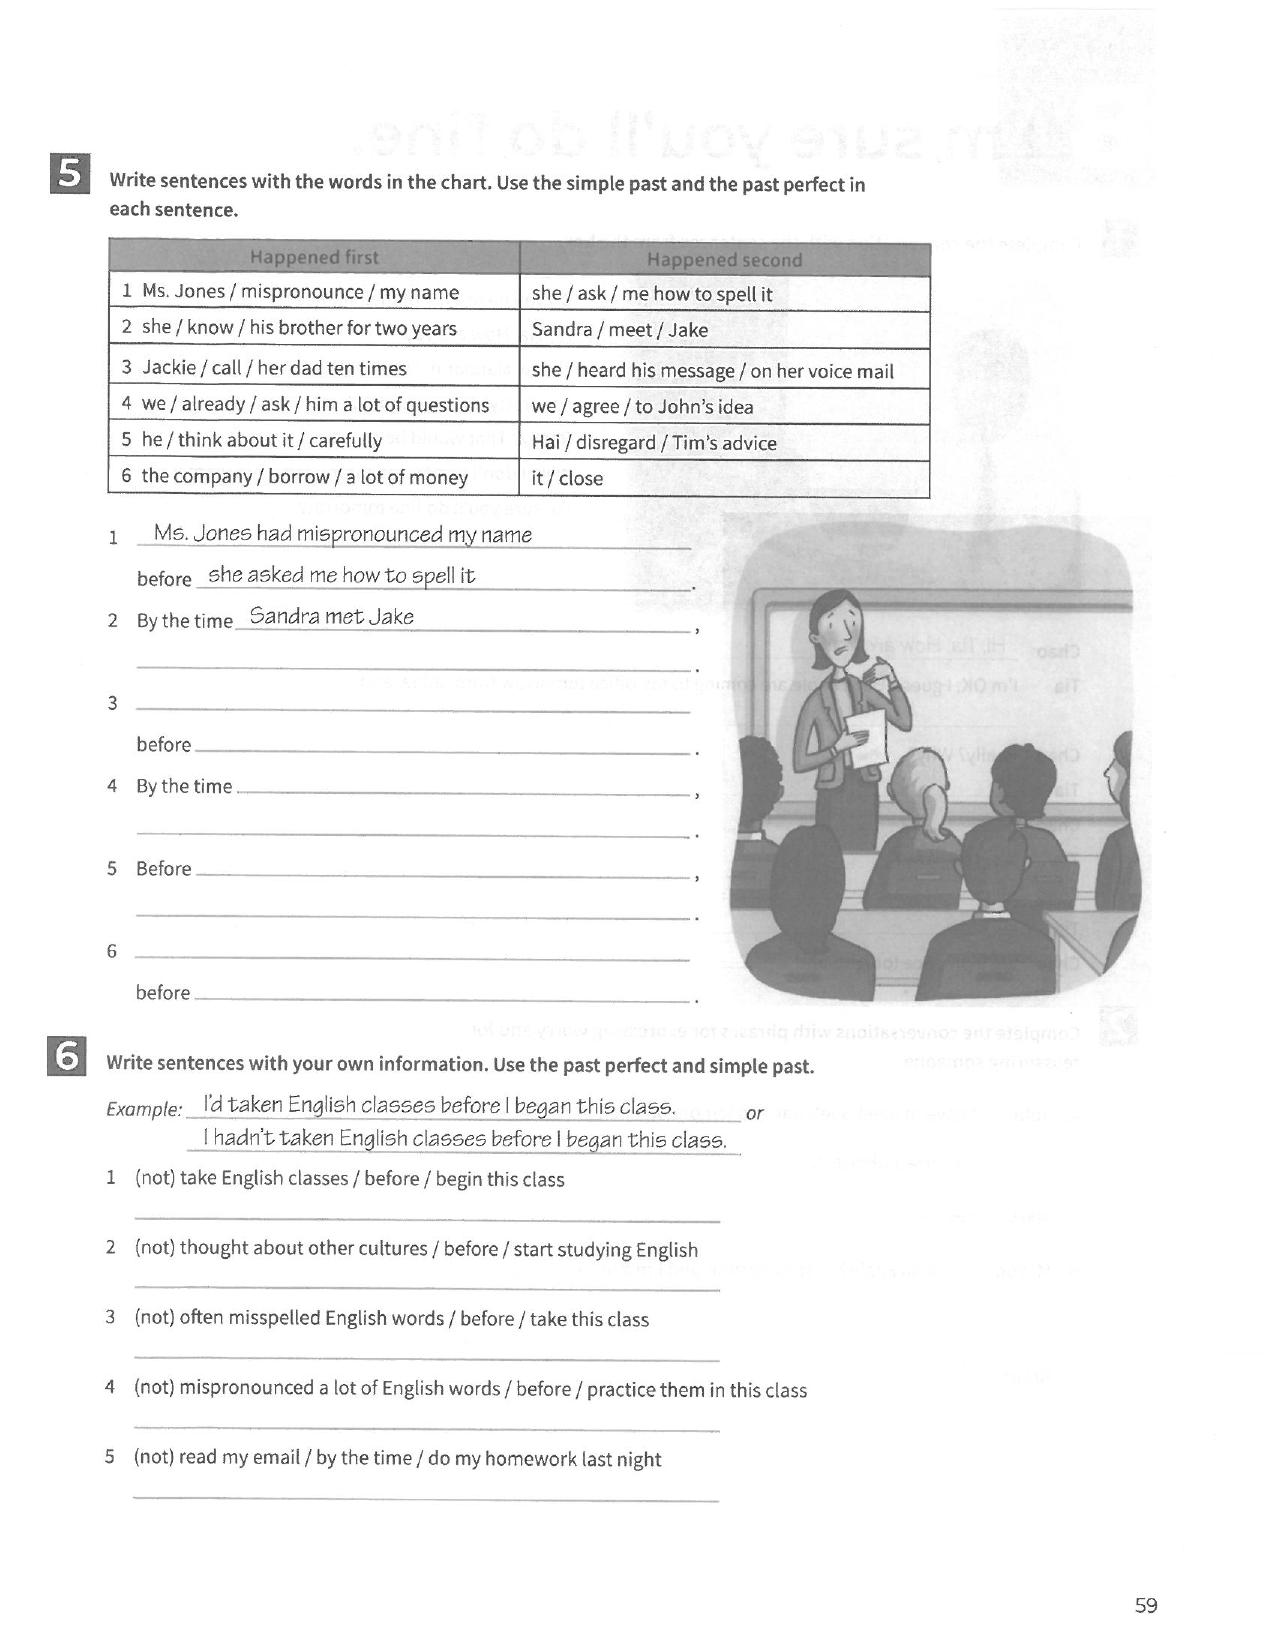 5 Write sentences with the words in the chart. Use the simple past and the past perfect in
each sentence.
Happened first Happened second
1 Ms. Jones / mispronounce / my name she / ask / me how to spell it
2 she / know / his brother for two years Sandra / meet / Jake
3 Jackie / call / her dad ten times she / heard his message / on her voice mail
4 we / already / ask / him a lot of questions we / agree / to John's idea
5 he / think about it / carefully Hai / disregard / Tim's advice
6 the company / borrow / a lot of money it / close
1 Ms. Jones had mispronounced my name
before she asked me how to spell it.
2 By the time Sandra met Jake,
.
3
before .
4 By the time ,
.
5 Before ,
.
6
before .
6 Write sentences with your own information. Use the past perfect and simple past.
Example: I'd taken English classes before I began this class. or
I hadn't taken English classes before I began this class.
1 (not) take English classes / before / begin this class
2 (not) thought about other cultures / before / start studying English
3 (not) often misspelled English words / before / take this class
4 (not) mispronounced a lot of English words / before / practice them in this class
5 (not) read my email / by the time / do my homework last night
59